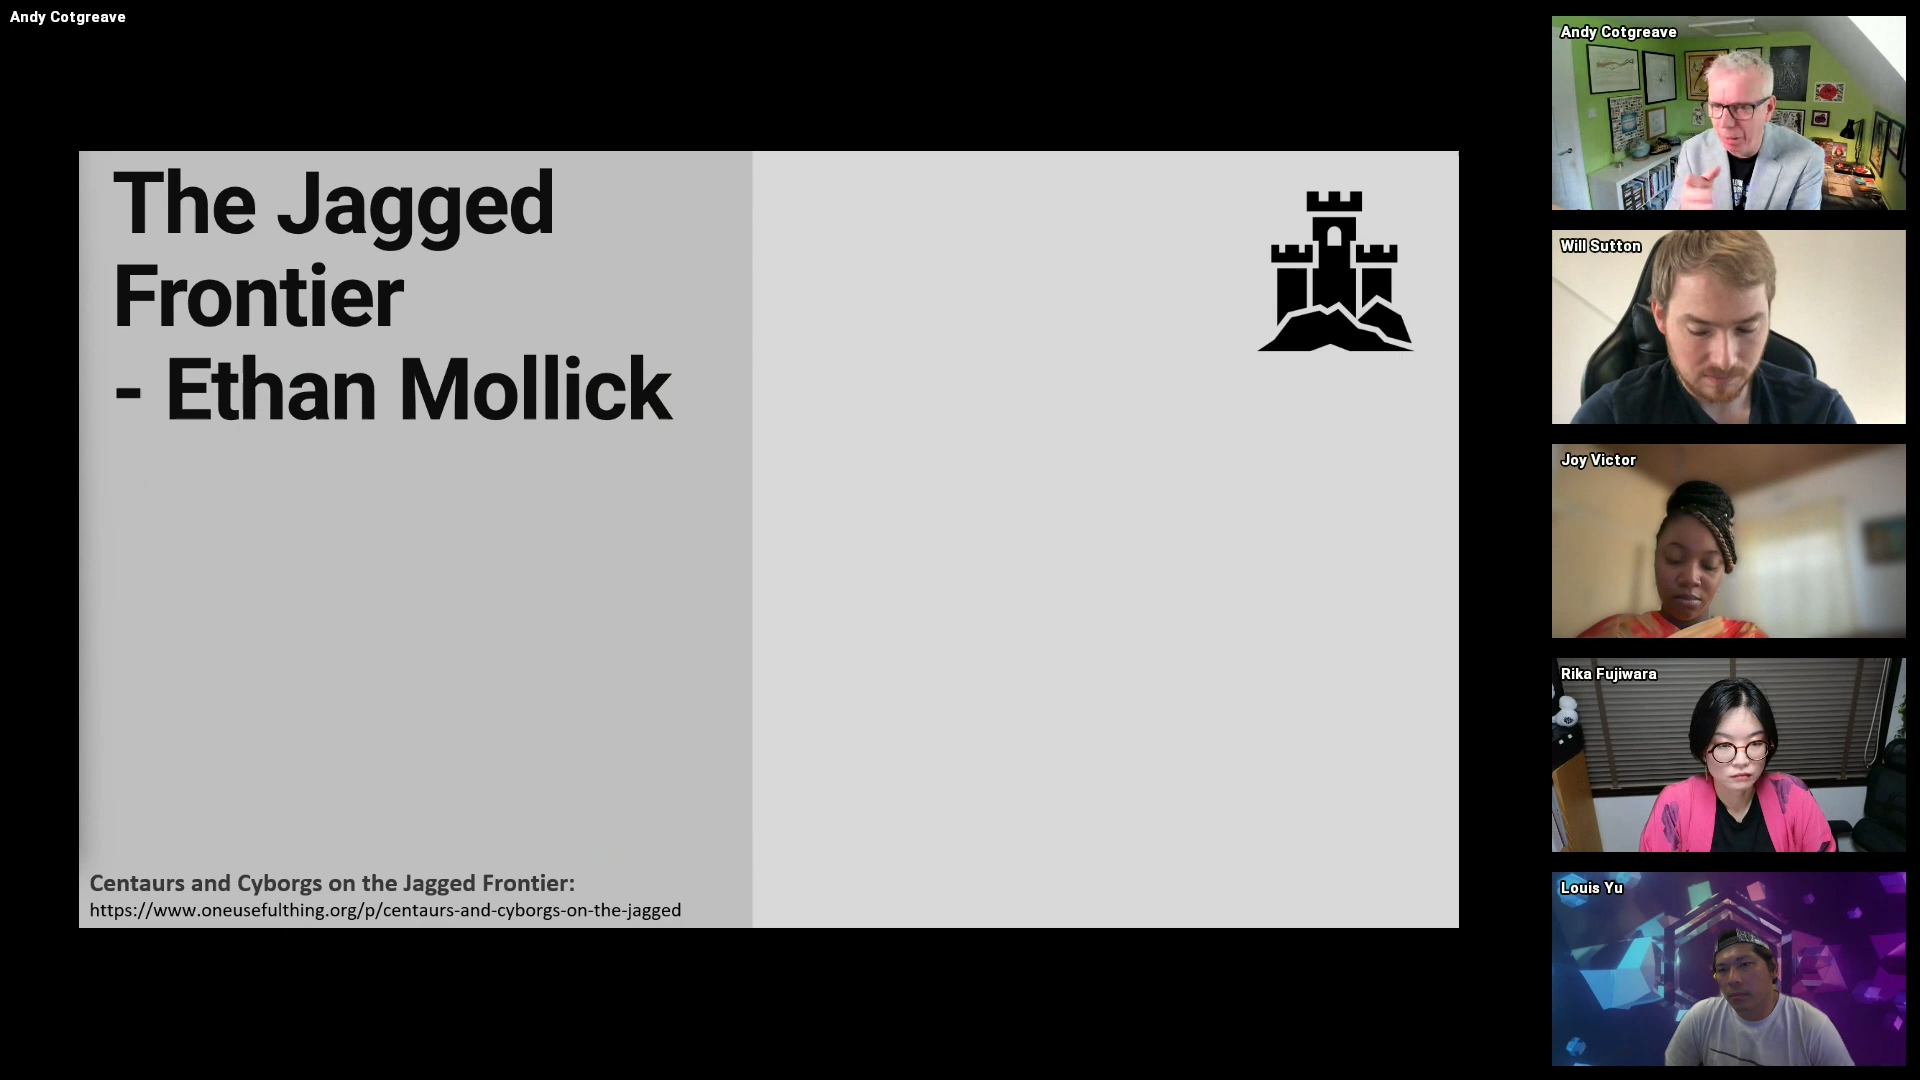 Andy Cotgreave
The Jagged
Frontier
- Ethan Mollick
Centaurs and Cyborgs on the Jagged Frontier:
https://www.oneusefulthing.org/p/centaurs-and-cyborgs-on-the-jagged
Andy Cotgreave
Will Sutton
Joy Victor
Rika Fujiwara
Louis Yu